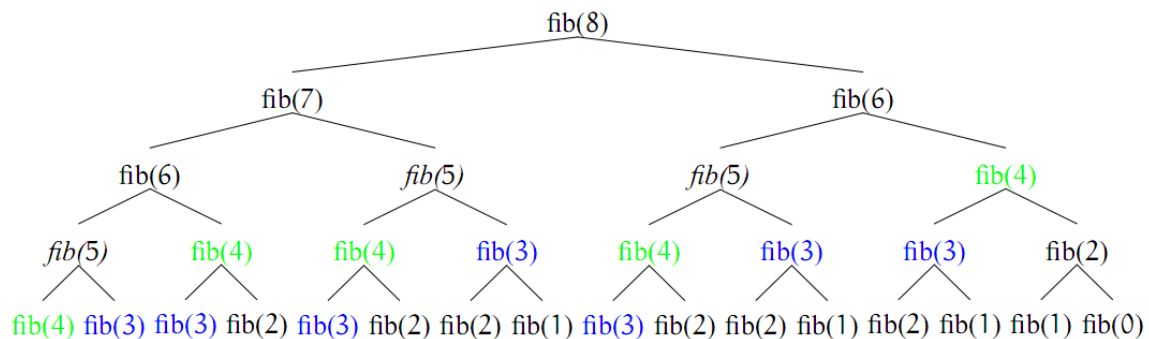 fib(8)
fib(7) fib(6)
fib(6) fib(5) fib(5) fib(4)
fib(5) fib(4) fib(4) fib(3) fib(4) fib(3) fib(3) fib(2)
fib(4) fib(3) fib(3) fib(2) fib(3) fib(2) fib(2) fib(1) fib(3) fib(2) fib(2) fib(1) fib(2) fib(1) fib(1) fib(0)